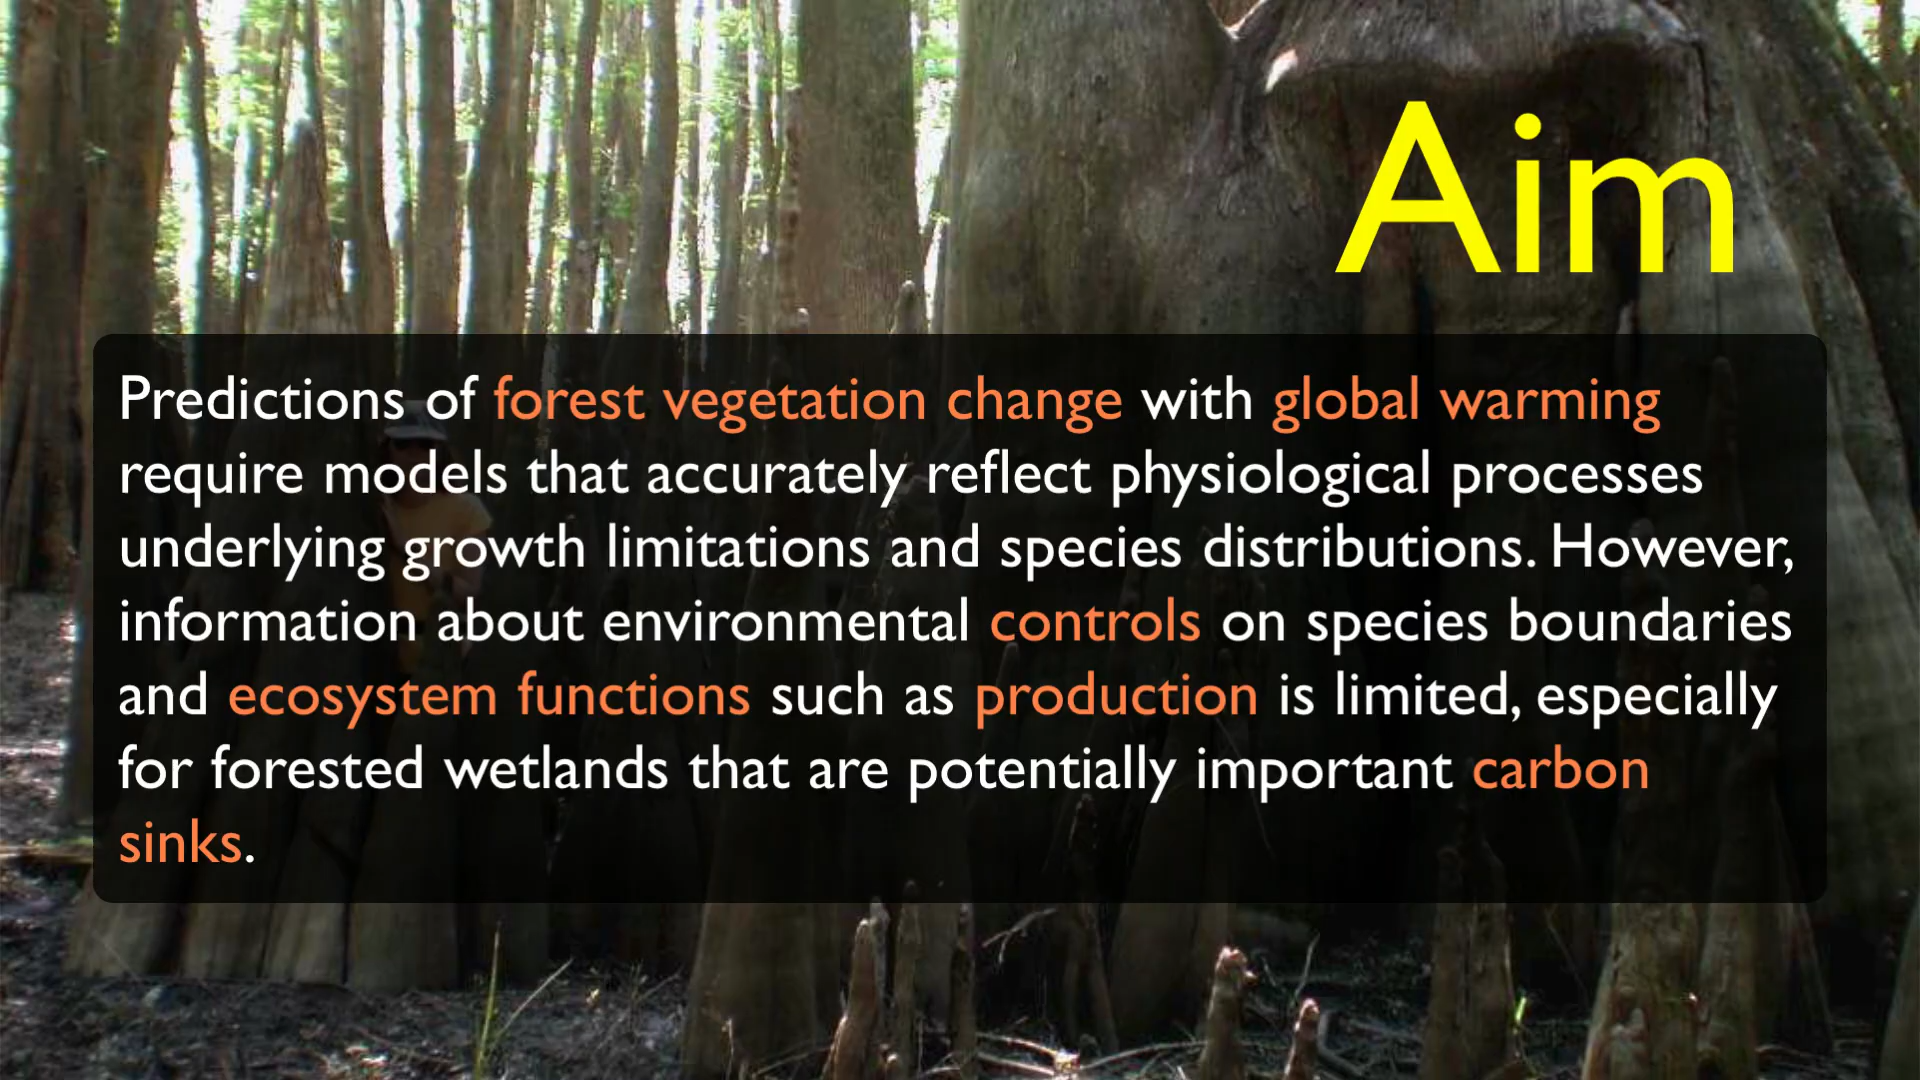 Aim
Predictions of forest vegetation change with global warming
require models that accurately reflect physiological processes
underlying growth limitations and species distributions. However,
information about environmental controls on species boundaries
and ecosystem functions such as production is limited, especially
for forested wetlands that are potentially important carbon
sinks.